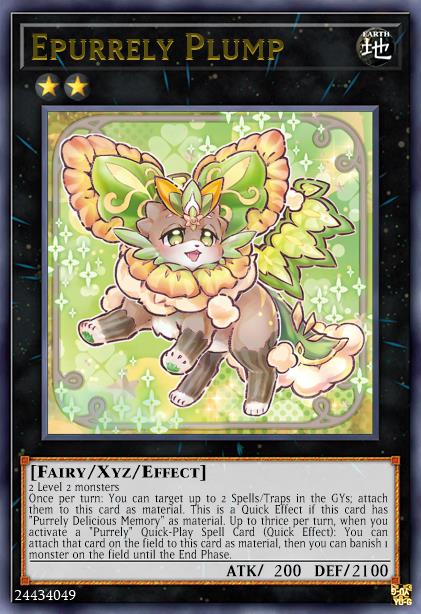 Epurrely Plump
EARTH
地
[Fairy/Xyz/Effect]
2 Level 2 monsters
Once per turn: You can target up to 2 Spells/Traps in the GYs; attach
them to this card as material. This is a Quick Effect if this card has
"Purrely Delicious Memory" as material. Up to thrice per turn, when you
activate a "Purrely" Quick-Play Spell Card (Quick Effect): You can
attach that card on the field to this card as material, then you can banish 1
monster on the field until the End Phase.
ATK/ 200 DEF/2100
24434049